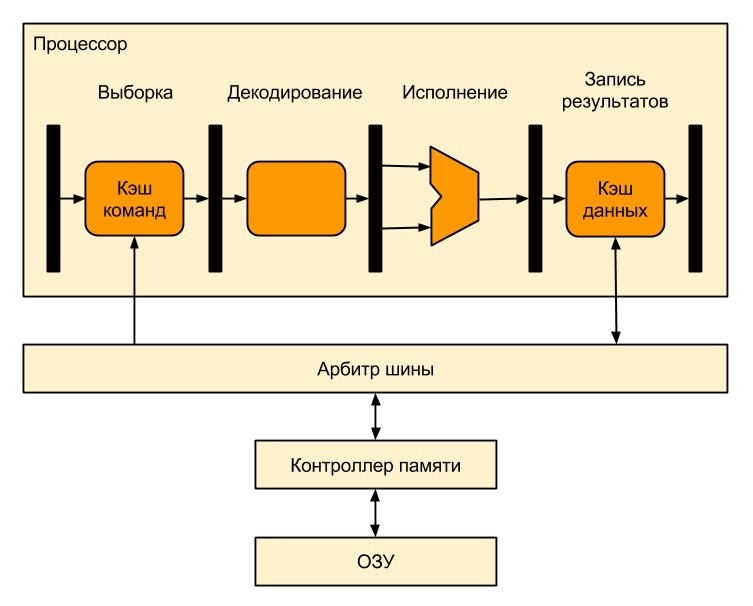 Процессор
Выборка
Декодирование
Исполнение
Запись
результатов
Кэш
команд
Кэш
данных
Арбитр шины
Контроллер памяти
ОЗУ